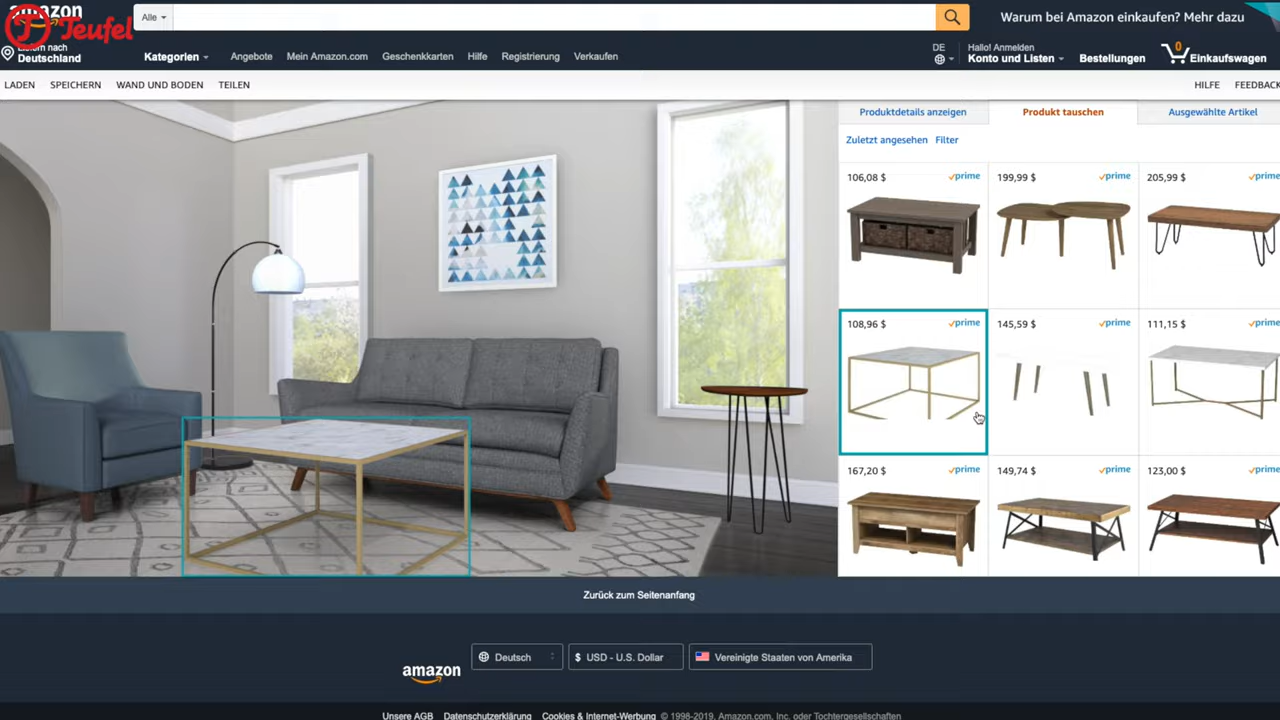 amazon
Teufel
Alle
Warum bei Amazon einkaufen? Mehr dazu
Liefern nach
Deutschland
Kategorien
Angebote
Mein Amazon.com
Geschenkkarten
Hilfe
Registrierung
Verkaufen
DE
Hallo! Anmelden
Konto und Listen
Bestellungen
0
Einkaufswagen
LADEN
SPEICHERN
WAND UND BODEN
TEILEN
HILFE
FEEDBACK
Produktdetails anzeigen
Produkt tauschen
Ausgewählte Artikel
Zuletzt angesehen
Filter
106,08 $
prime
199,99 $
prime
205,99 $
prime
108,96 $
prime
145,59 $
prime
111,15 $
prime
167,20 $
prime
149,74 $
prime
123,00 $
prime
Zurück zum Seitenanfang
amazon
Deutsch
$ USD - U.S. Dollar
Vereinigte Staaten von Amerika
Unsere AGB
Datenschutzerklärung
Cookies & Internet-Werbung
© 1998-2019, Amazon.com, Inc. oder Tochtergesellschaften